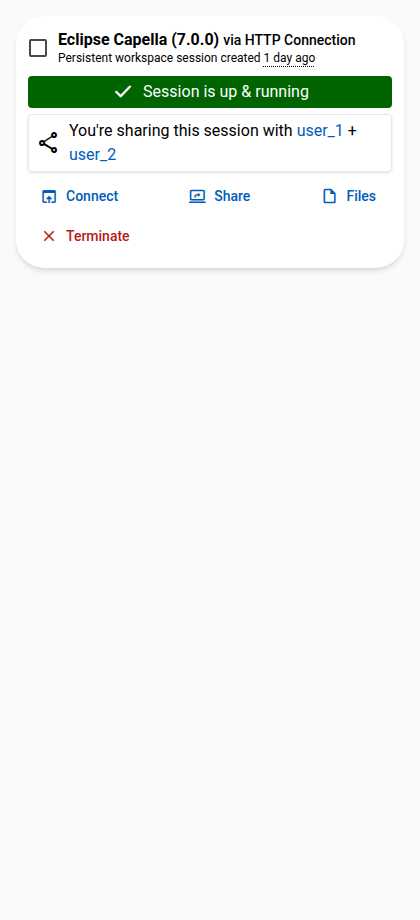 Eclipse Capella (7.0.0) via HTTP Connection
Persistent workspace session created 1 day ago
Session is up & running
You're sharing this session with user_1 +
user_2
Connect Share Files
Terminate